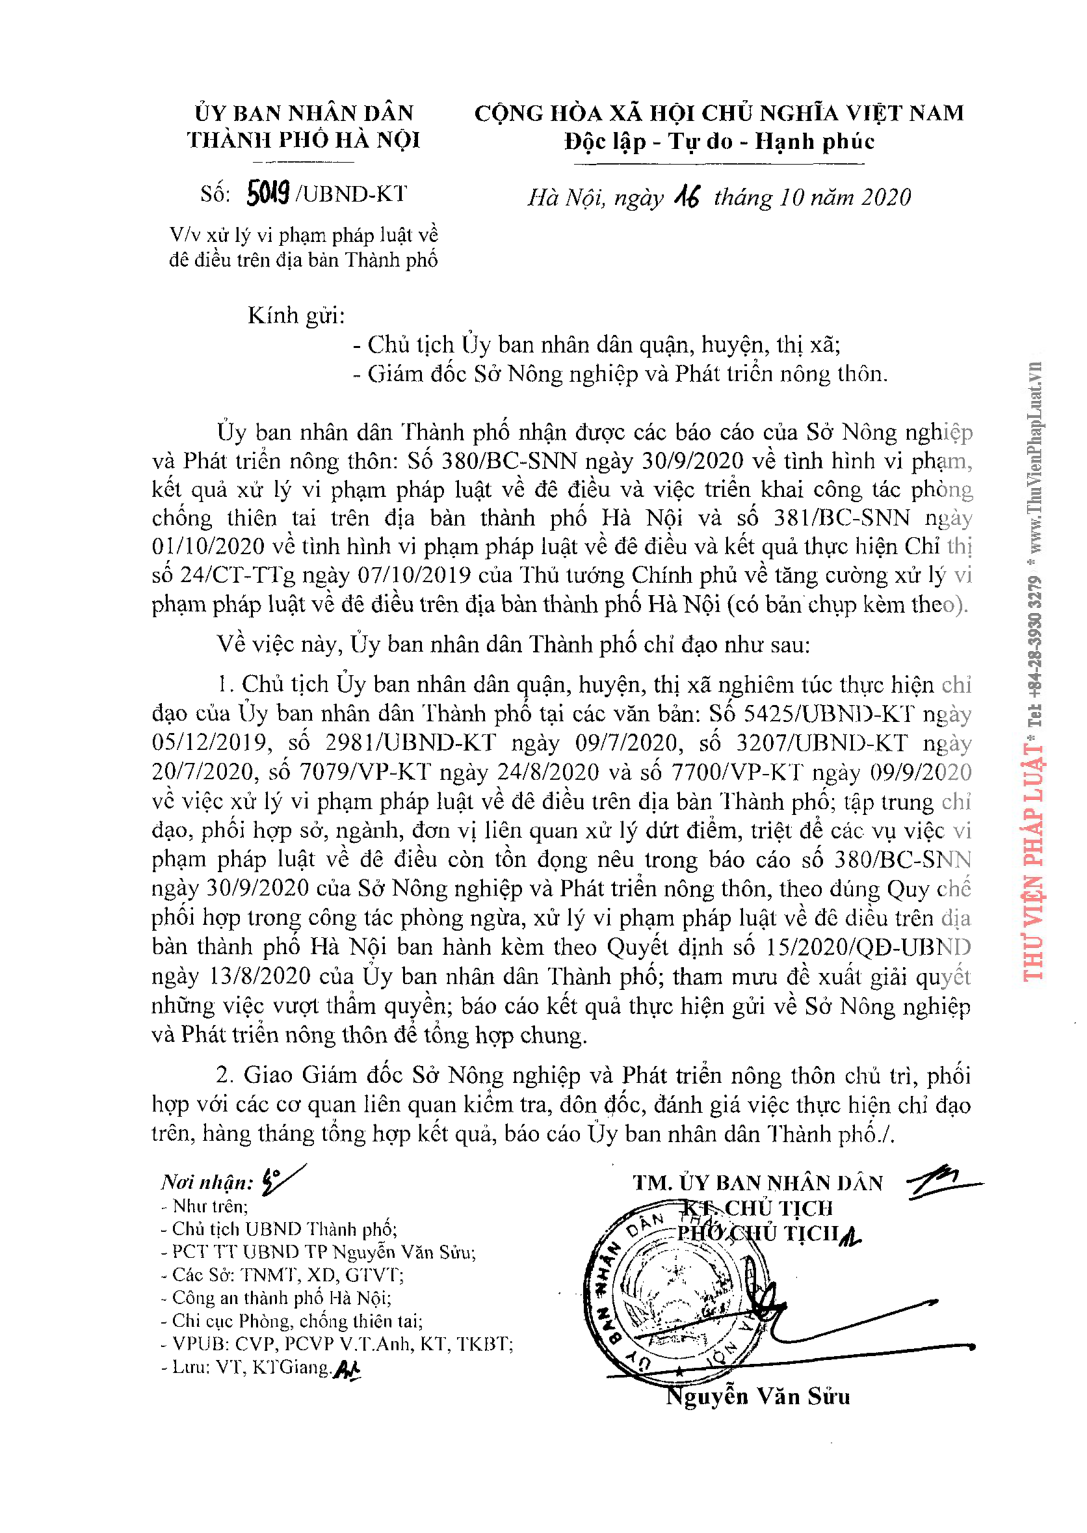 ỦY BAN NHÂN DÂN
THÀNH PHỐ HÀ NỘI
CỘNG HÒA XÃ HỘI CHỦ NGHĨA VIỆT NAM
Độc lập - Tự do - Hạnh phúc
Số: 5019/UBND-KT
Hà Nội, ngày 16 tháng 10 năm 2020
V/v xử lý vi phạm pháp luật về
đê điều trên địa bàn Thành phố
Kính gửi:
- Chủ tịch Ủy ban nhân dân quận, huyện, thị xã;
- Giám đốc Sở Nông nghiệp và Phát triển nông thôn.
Ủy ban nhân dân Thành phố nhận được các báo cáo của Sở Nông nghiệp
và Phát triển nông thôn: Số 380/BC-SNN ngày 30/9/2020 về tình hình vi phạm,
kết quả xử lý vi phạm pháp luật về đê điều và việc triển khai công tác phòng
chống thiên tai trên địa bàn thành phố Hà Nội và số 381/BC-SNN ngày
01/10/2020 về tình hình vi phạm pháp luật về đê điều và kết quả thực hiện Chỉ thị
số 24/CT-TTg ngày 07/10/2019 của Thủ tướng Chính phủ về tăng cường xử lý vi
phạm pháp luật về đê điều trên địa bàn thành phố Hà Nội (có bản chụp kèm theo).
Về việc này, Ủy ban nhân dân Thành phố chỉ đạo như sau:
1. Chủ tịch Ủy ban nhân dân quận, huyện, thị xã nghiêm túc thực hiện chỉ
đạo của Ủy ban nhân dân Thành phố tại các văn bản: Số 5425/UBND-KT ngày
05/12/2019, số 2981/UBND-KT ngày 09/7/2020, số 3207/UBND-KT ngày
20/7/2020, số 7079/VP-KT ngày 24/8/2020 và số 7700/VP-KT ngày 09/9/2020
về việc xử lý vi phạm pháp luật về đê điều trên địa bàn Thành phố; tập trung chỉ
đạo, phối hợp sở, ngành, đơn vị liên quan xử lý dứt điểm, triệt để các vụ việc vi
phạm pháp luật về đê điều còn tồn đọng nêu trong báo cáo số 380/BC-SNN
ngày 30/9/2020 của Sở Nông nghiệp và Phát triển nông thôn, theo đúng Quy chế
phối hợp trong công tác phòng ngừa, xử lý vi phạm pháp luật về đê điều trên địa
bàn thành phố Hà Nội ban hành kèm theo Quyết định số 15/2020/QĐ-UBND
ngày 13/8/2020 của Ủy ban nhân dân Thành phố; tham mưu đề xuất giải quyết
những việc vượt thẩm quyền; báo cáo kết quả thực hiện gửi về Sở Nông nghiệp
và Phát triển nông thôn để tổng hợp chung.
2. Giao Giám đốc Sở Nông nghiệp và Phát triển nông thôn chủ trì, phối
hợp với các cơ quan liên quan kiểm tra, đôn đốc, đánh giá việc thực hiện chỉ đạo
trên, hàng tháng tổng hợp kết quả, báo cáo Ủy ban nhân dân Thành phố./.
Nơi nhận:
- Như trên;
- Chủ tịch UBND Thành phố;
- PCT TT UBND TP Nguyễn Văn Sửu;
- Các Sở: TNMT, XD, GTVT;
- Công an thành phố Hà Nội;
- Chi cục Phòng, chống thiên tai;
- VPUB: CVP, PCVP V.T.Anh, KT, TKBT;
- Lưu: VT, KTGiang.
TM. ỦY BAN NHÂN DÂN
KT. CHỦ TỊCH
PHÓ CHỦ TỊCH
ỦY BAN NHÂN DÂN THÀNH PHỐ HÀ NỘI
Nguyễn Văn Sửu
THƯ VIỆN PHÁP LUẬT * Tel: +84-28-3930 3279 * www.ThuVienPhapLuat.vn